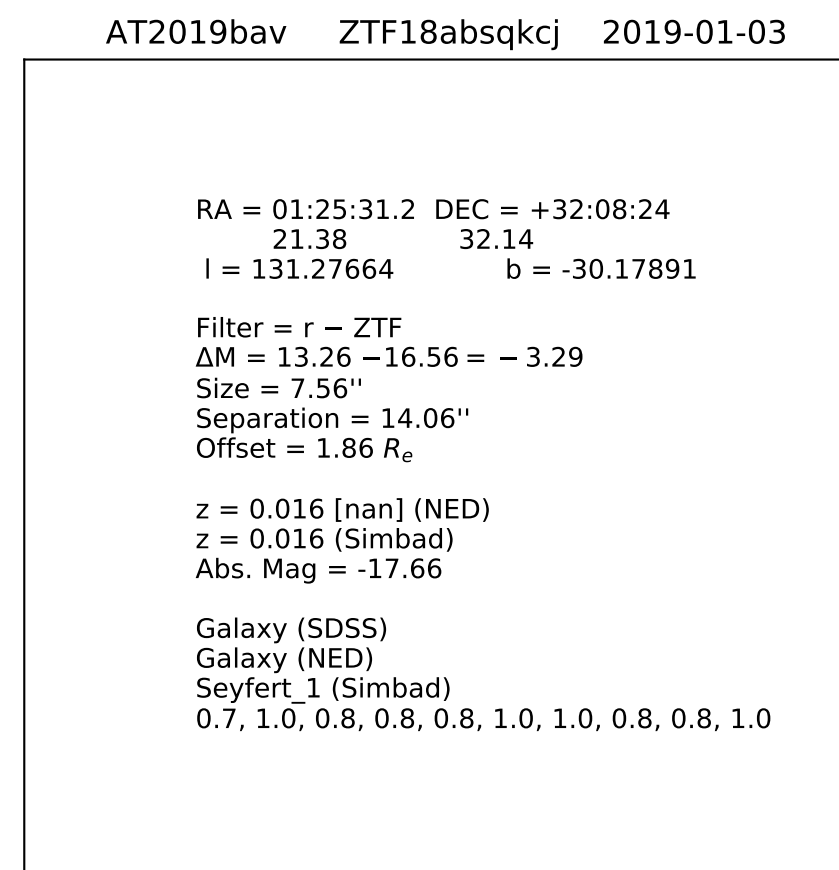 AT2019bav ZTF18absqkcj 2019-01-03
RA = 01:25:31.2 DEC = +32:08:24
21.38 32.14
l = 131.27664 b = -30.17891
Filter = r − ZTF
ΔM = 13.26 −16.56 = − 3.29
Size = 7.56''
Separation = 14.06''
Offset = 1.86 Re
z = 0.016 [nan] (NED)
z = 0.016 (Simbad)
Abs. Mag = -17.66
Galaxy (SDSS)
Galaxy (NED)
Seyfert_1 (Simbad)
0.7, 1.0, 0.8, 0.8, 0.8, 1.0, 1.0, 0.8, 0.8, 1.0